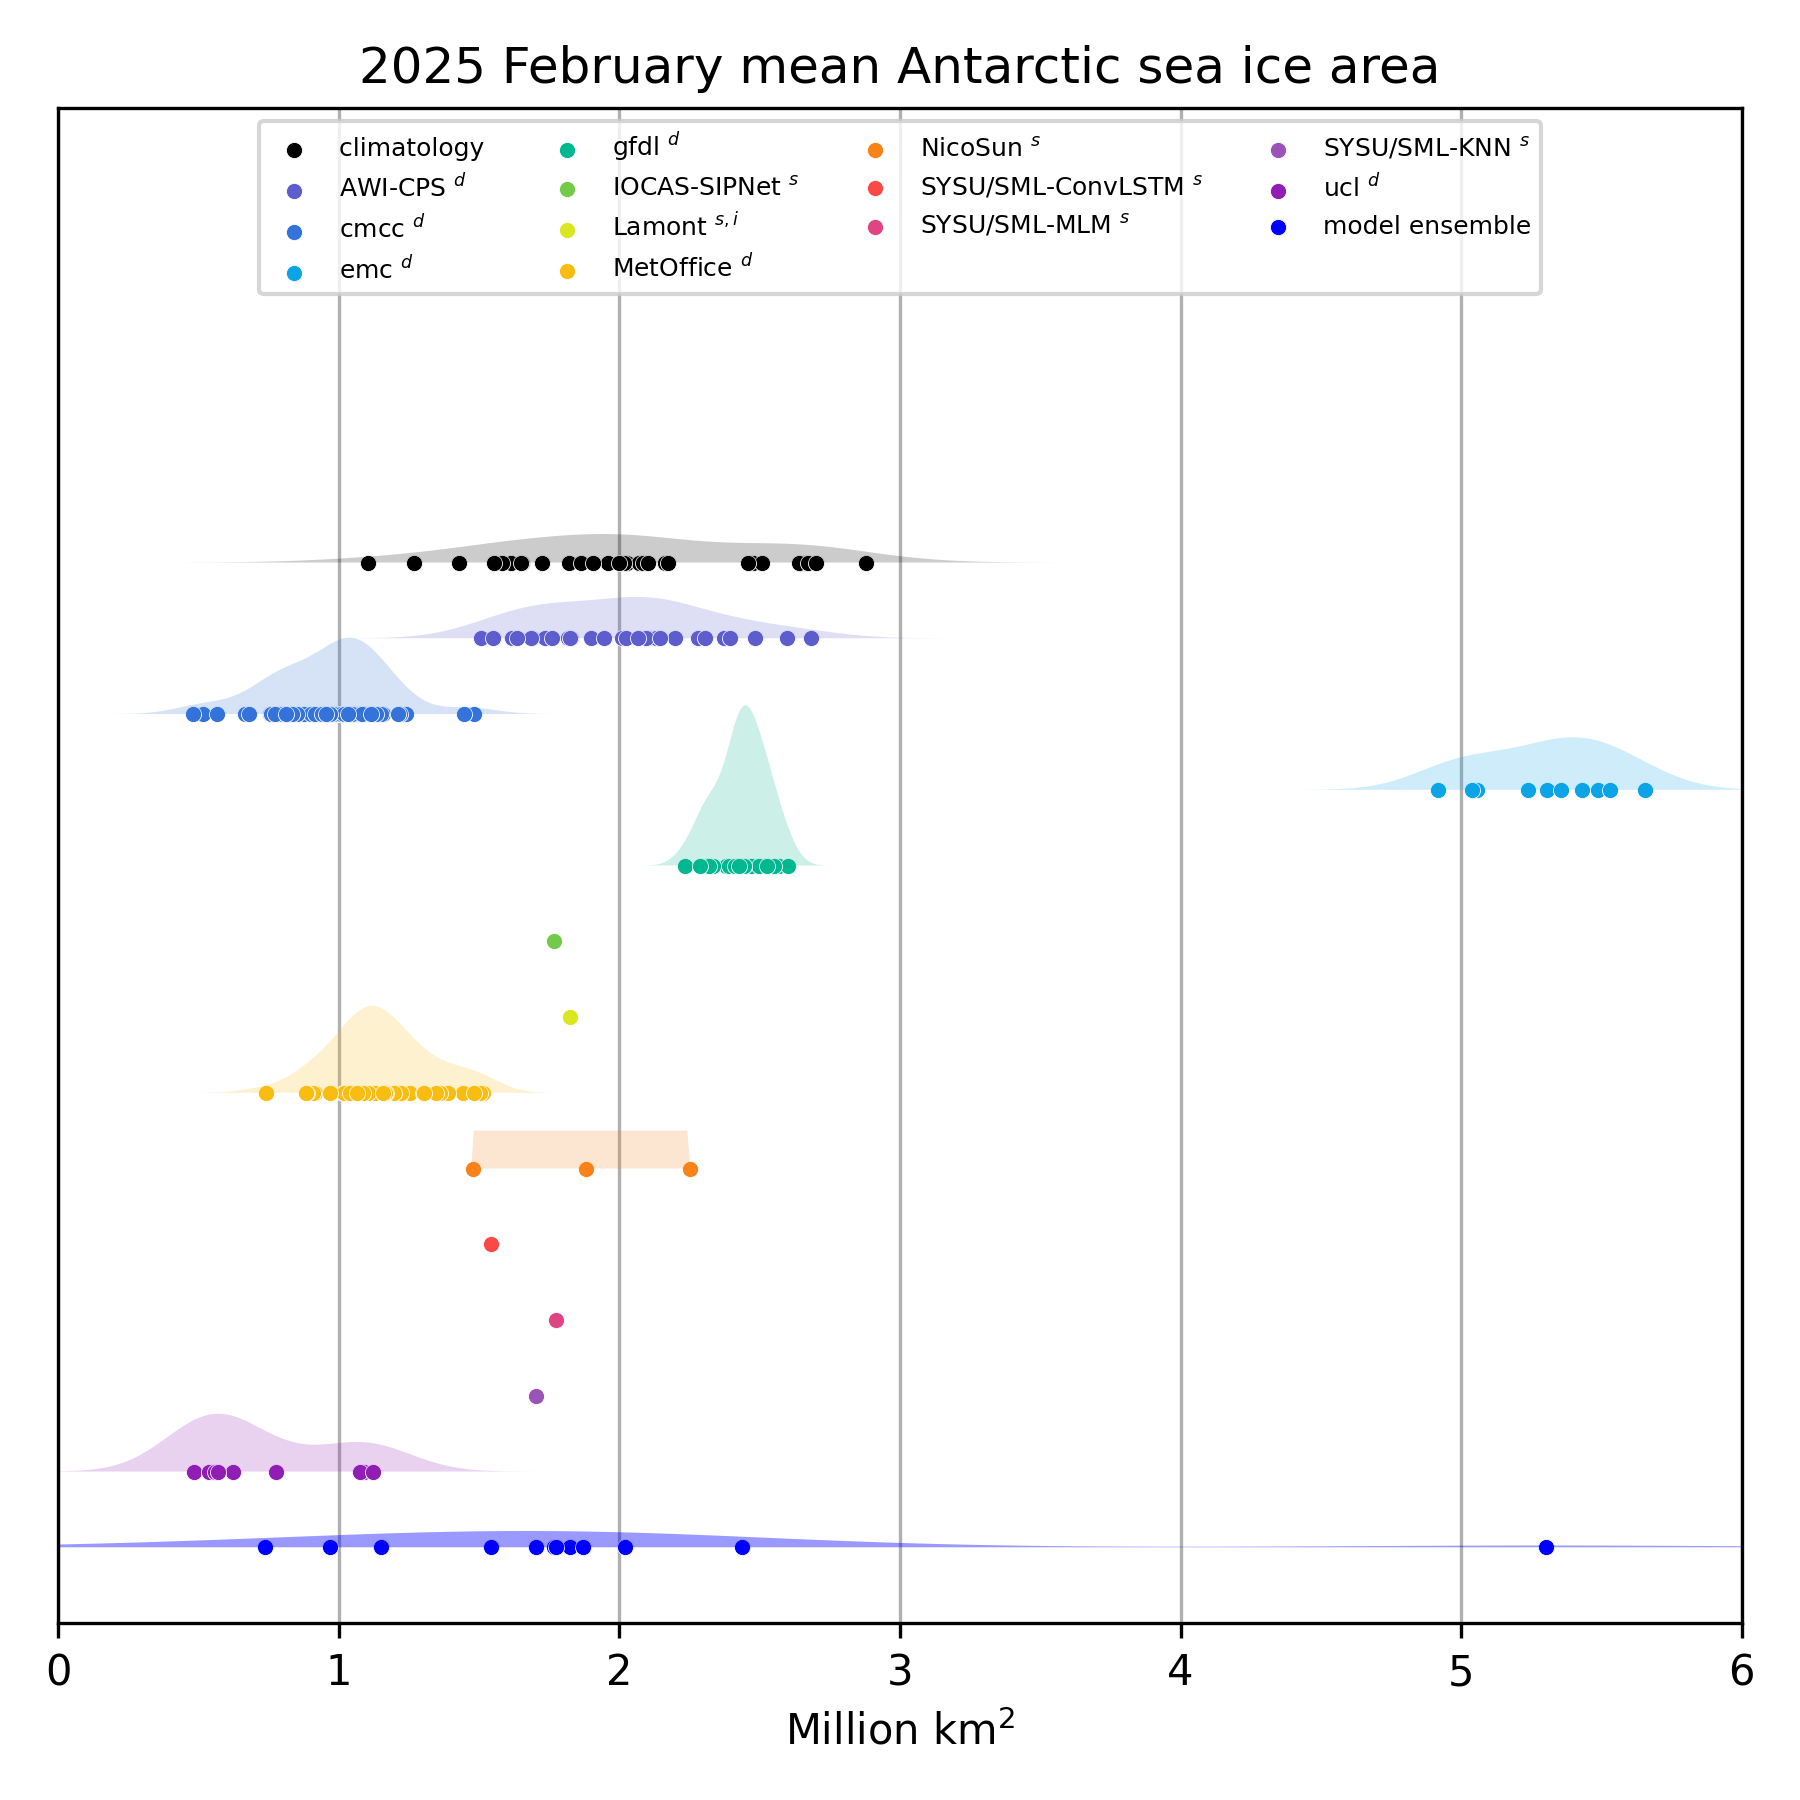 2025 February mean Antarctic sea ice area
climatology
AWI-CPS d
cmcc d
emc d
gfdl d
IOCAS-SIPNet s
Lamont s, i
MetOffice d
NicoSun s
SYSU/SML-ConvLSTM s
SYSU/SML-MLM s
SYSU/SML-KNN s
ucl d
model ensemble
0 1 2 3 4 5 6
Million km²